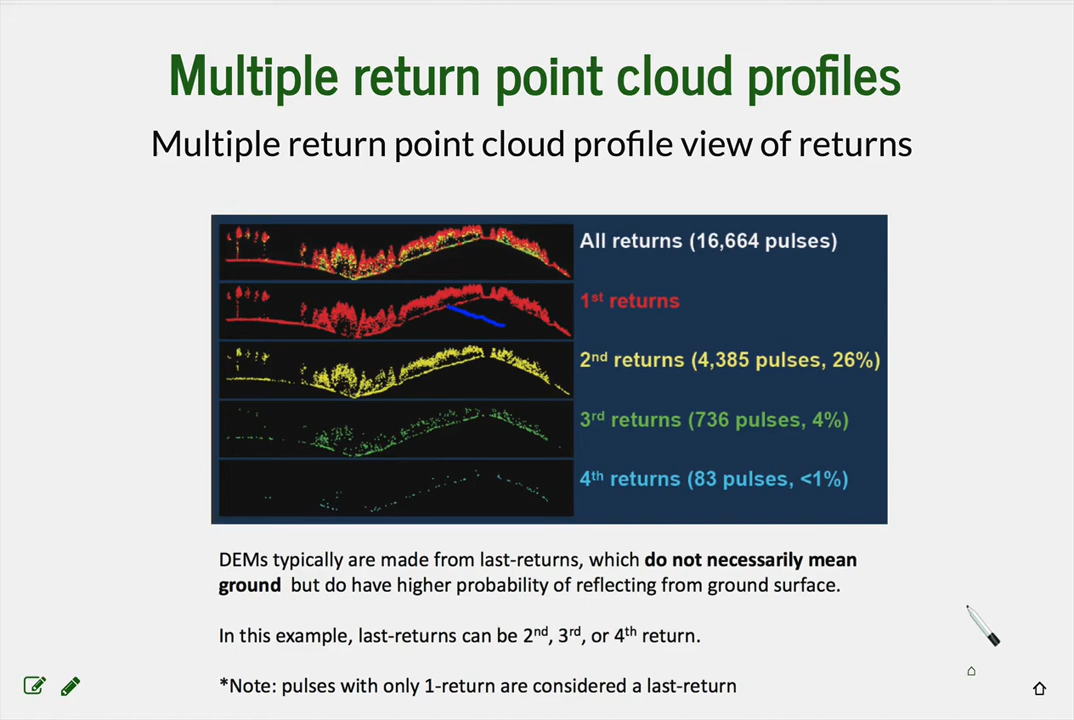 Multiple return point cloud profiles
Multiple return point cloud profile view of returns
All returns (16,664 pulses)
1st returns
2nd returns (4,385 pulses, 26%)
3rd returns (736 pulses, 4%)
4th returns (83 pulses, <1%)
DEMs typically are made from last-returns, which do not necessarily mean
ground but do have higher probability of reflecting from ground surface.
In this example, last-returns can be 2nd, 3rd, or 4th return.
*Note: pulses with only 1-return are considered a last-return